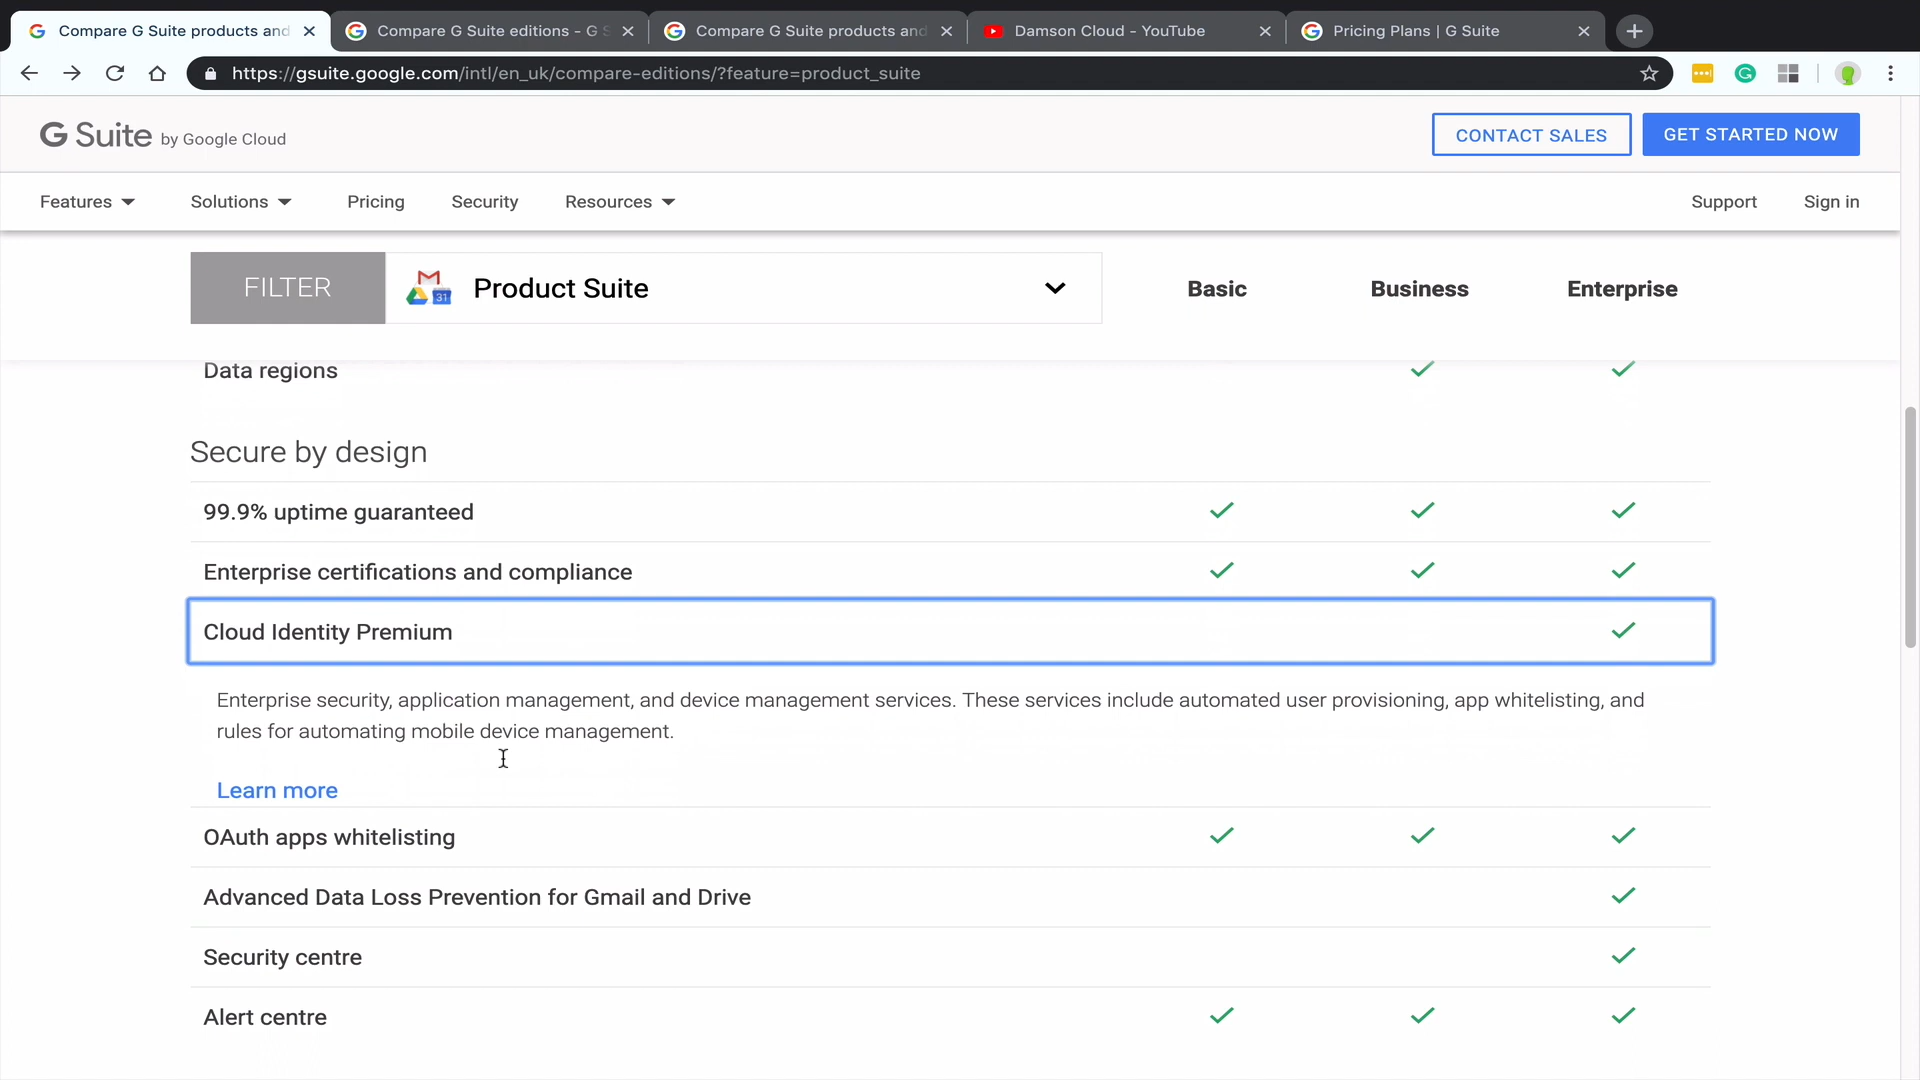 Compare G Suite products and
Compare G Suite editions - G S
Compare G Suite products and
Damson Cloud - YouTube
Pricing Plans | G Suite
https://gsuite.google.com/intl/en_uk/compare-editions/?feature=product_suite
G Suite by Google Cloud
CONTACT SALES
GET STARTED NOW
Features
Solutions
Pricing
Security
Resources
Support
Sign in
FILTER
31
Product Suite
Basic
Business
Enterprise
Data regions
Secure by design
99.9% uptime guaranteed
Enterprise certifications and compliance
Cloud Identity Premium
Enterprise security, application management, and device management services. These services include automated user provisioning, app whitelisting, and
rules for automating mobile device management.
Learn more
OAuth apps whitelisting
Advanced Data Loss Prevention for Gmail and Drive
Security centre
Alert centre